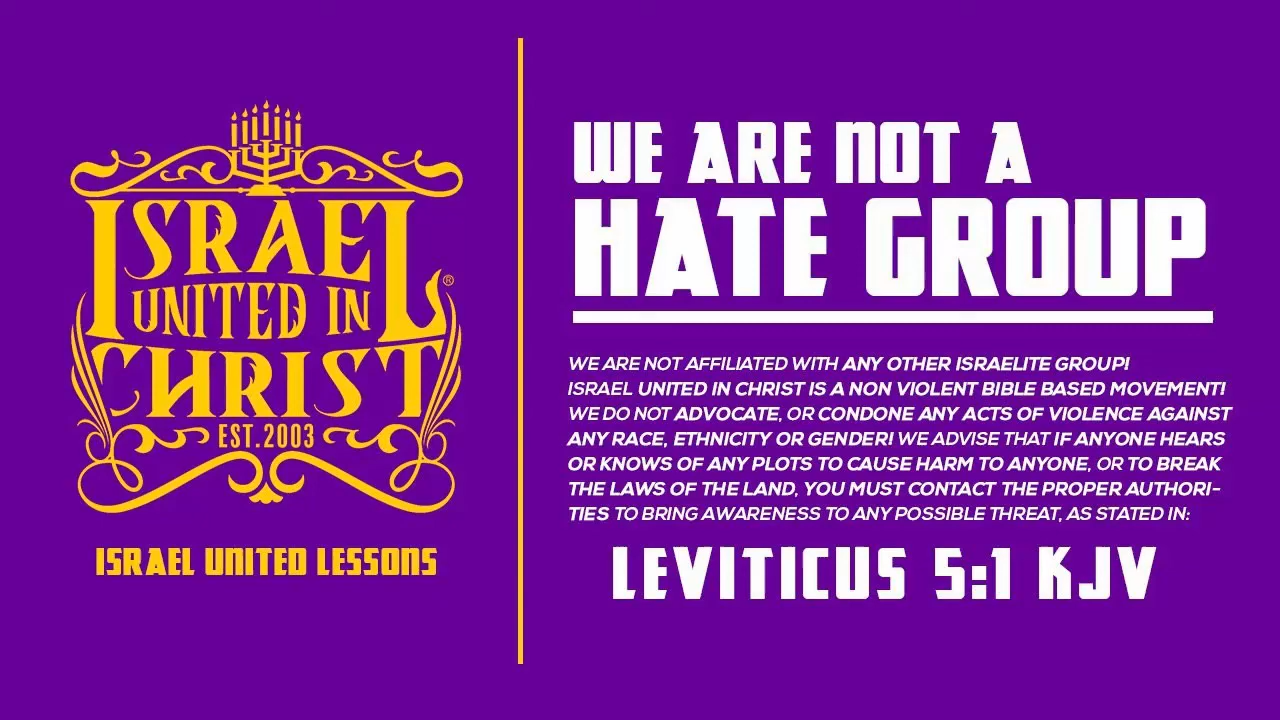 ISRAEL
UNITED IN
CHRIST
EST.2003
ISRAEL UNITED LESSONS
WE ARE NOT A
HATE GROUP
WE ARE NOT AFFILIATED WITH ANY OTHER ISRAELITE GROUP!
ISRAEL UNITED IN CHRIST IS A NON VIOLENT BIBLE BASED MOVEMENT!
WE DO NOT ADVOCATE, OR CONDONE ANY ACTS OF VIOLENCE AGAINST
ANY RACE, ETHNICITY OR GENDER! WE ADVISE THAT IF ANYONE HEARS
OR KNOWS OF ANY PLOTS TO CAUSE HARM TO ANYONE, OR TO BREAK
THE LAWS OF THE LAND, YOU MUST CONTACT THE PROPER AUTHORI-
TIES TO BRING AWARENESS TO ANY POSSIBLE THREAT, AS STATED IN:
LEVITICUS 5:1 KJV